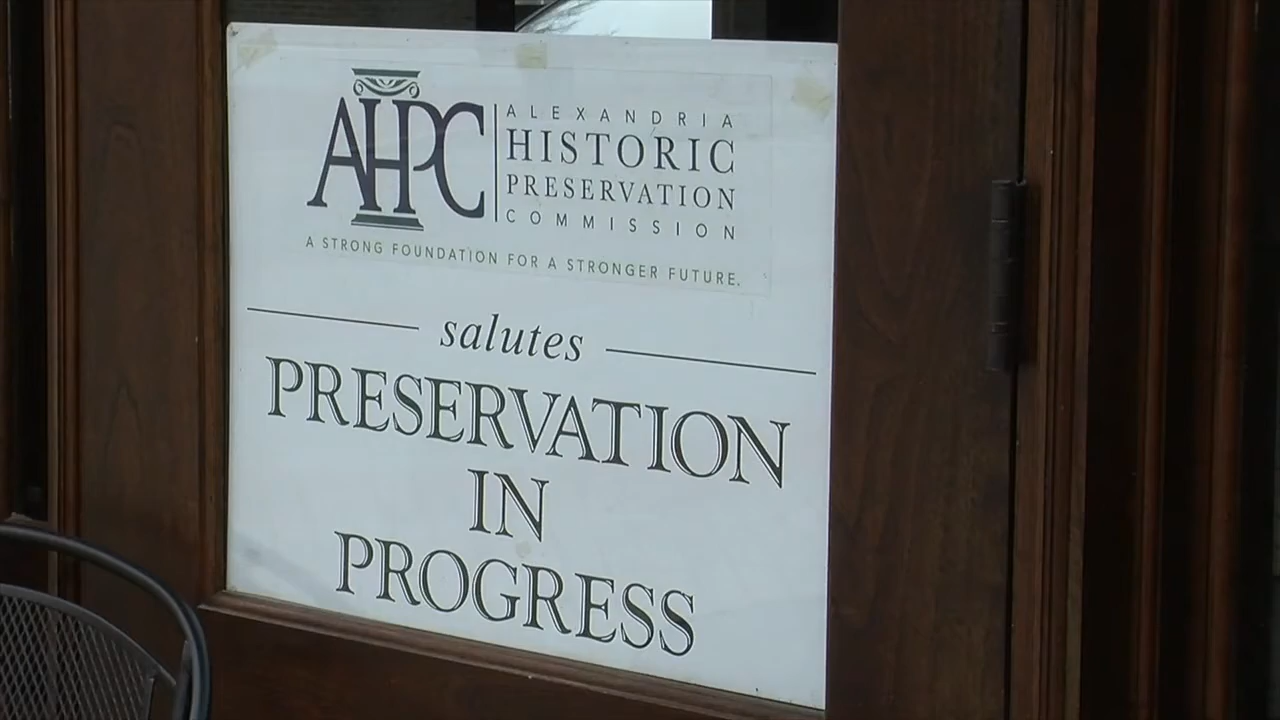 AHPC
ALEXANDRIA
HISTORIC
PRESERVATION
COMMISSION
A STRONG FOUNDATION FOR A STRONGER FUTURE.
salutes
PRESERVATION
IN
PROGRESS